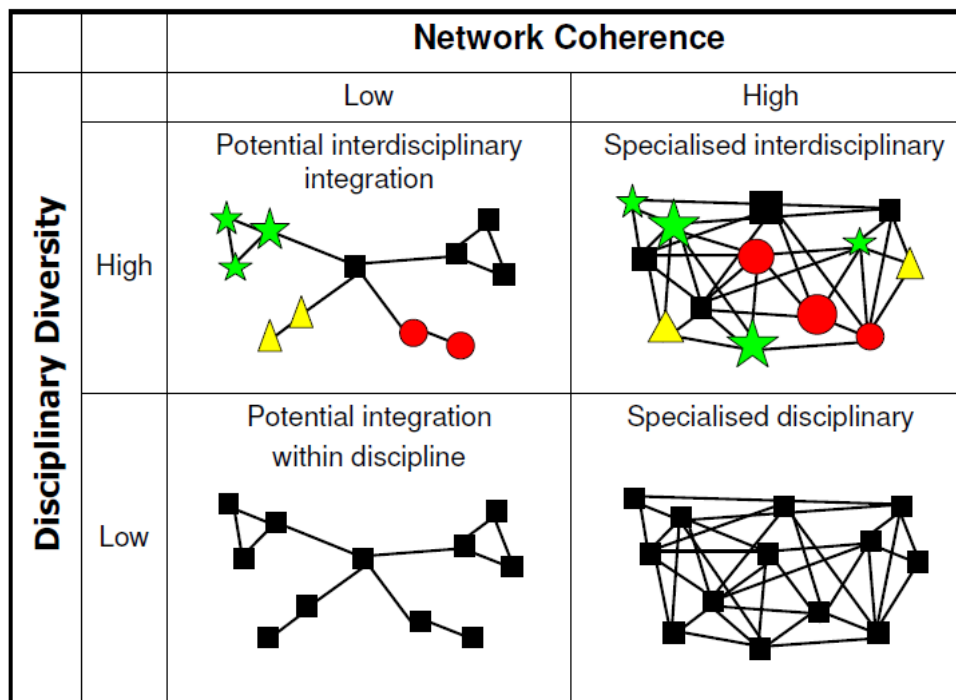 Network Coherence
Low
High
Disciplinary Diversity
High
Potential interdisciplinary
integration
Specialised interdisciplinary
Low
Potential integration
within discipline
Specialised disciplinary